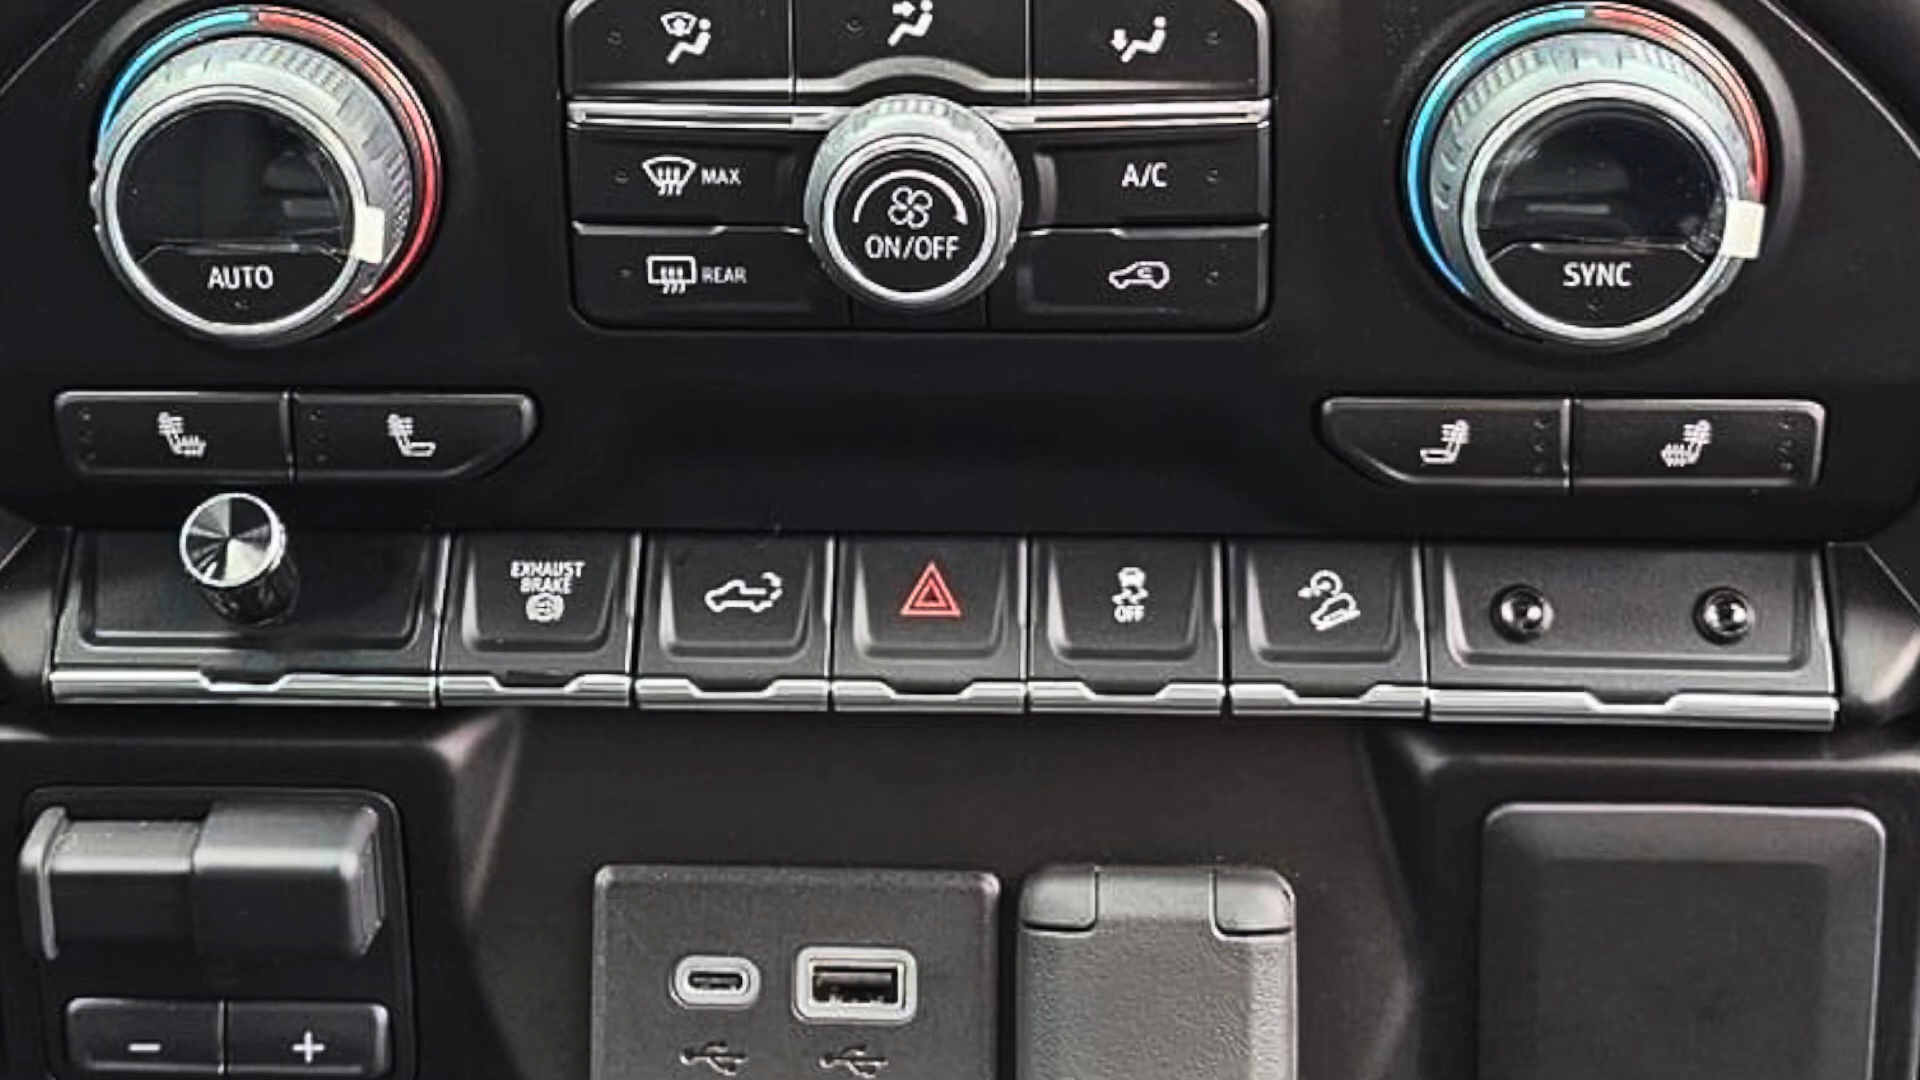 MAX
A/C
ON/OFF
REAR
AUTO
SYNC
EXHAUST
BRAKE
OFF
- +